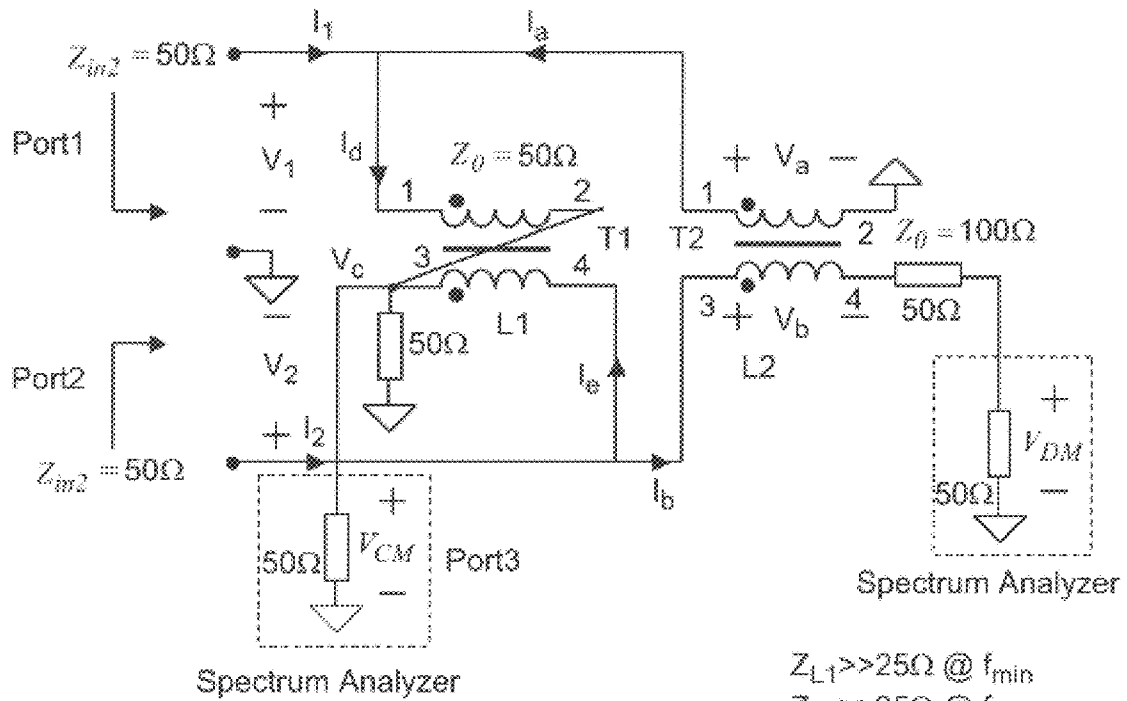 I1
Ia
Zin2 = 50Ω
Port1
+
V1
−
Id
Z0 = 50Ω
1
2
3
4
T1
L1
Vc
50Ω
+ Va −
1
2
T2
Z0 = 100Ω
3
4
+ Vb −
L2
50Ω
Port2
−
V2
+
I2
Zin2 = 50Ω
Ie
Ib
+
VDM
−
50Ω
Spectrum Analyzer
+
VCM
−
50Ω
Port3
Spectrum Analyzer
ZL1>>25Ω @ fmin